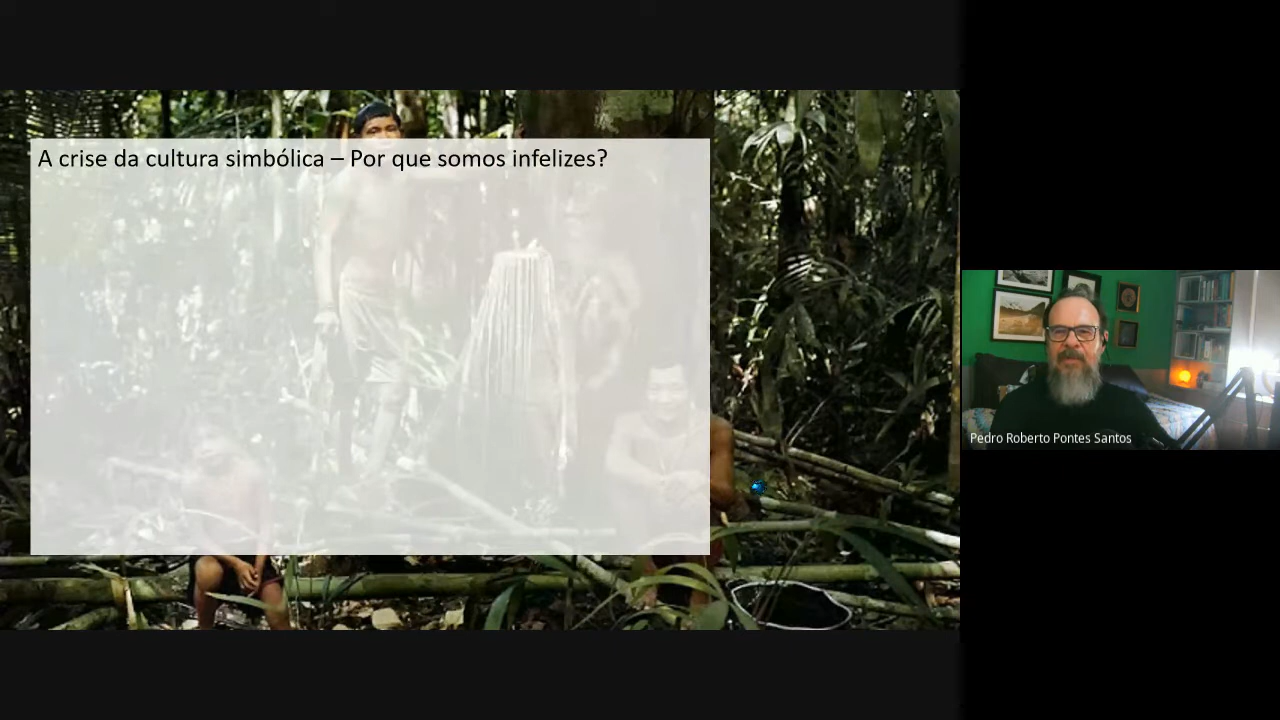 A crise da cultura simbólica – Por que somos infelizes?
Pedro Roberto Pontes Santos